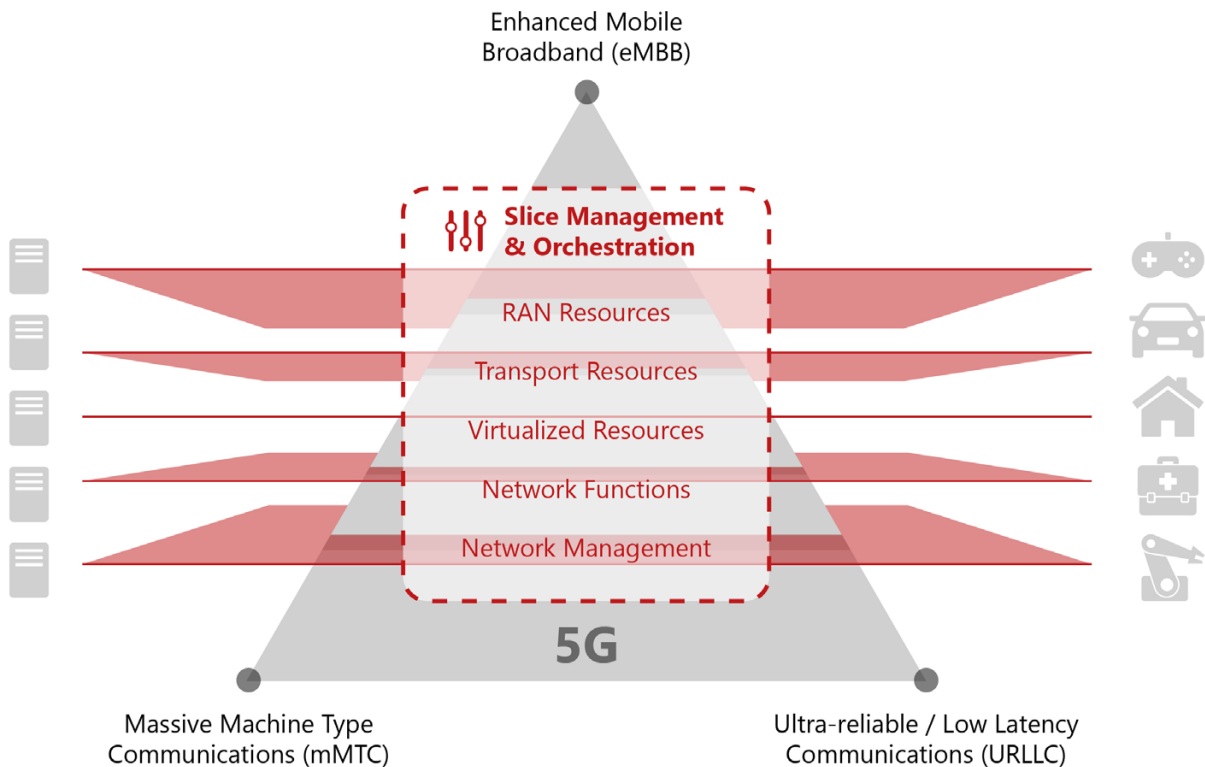 Enhanced Mobile
Broadband (eMBB)
Slice Management
& Orchestration
RAN Resources
Transport Resources
Virtualized Resources
Network Functions
Network Management
5G
Massive Machine Type
Communications (mMTC)
Ultra-reliable / Low Latency
Communications (URLLC)